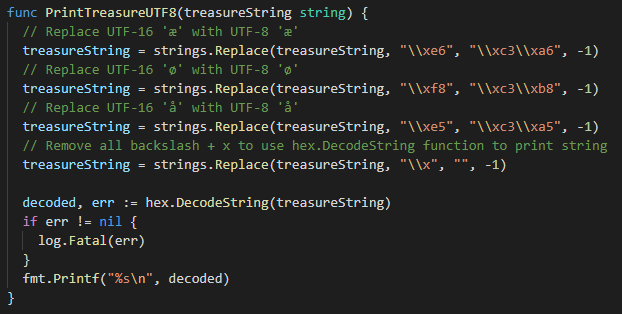 func PrintTreasureUTF8(treasureString string) {
  // Replace UTF-16 'æ' with UTF-8 'æ'
  treasureString = strings.Replace(treasureString, "\\xe6", "\\xc3\\xa6", -1)
  // Replace UTF-16 'ø' with UTF-8 'ø'
  treasureString = strings.Replace(treasureString, "\\xf8", "\\xc3\\xb8", -1)
  // Replace UTF-16 'å' with UTF-8 'å'
  treasureString = strings.Replace(treasureString, "\\xe5", "\\xc3\\xa5", -1)
  // Remove all backslash + x to use hex.DecodeString function to print string
  treasureString = strings.Replace(treasureString, "\\x", "", -1)

  decoded, err := hex.DecodeString(treasureString)
  if err != nil {
    log.Fatal(err)
  }
  fmt.Printf("%s\n", decoded)
}